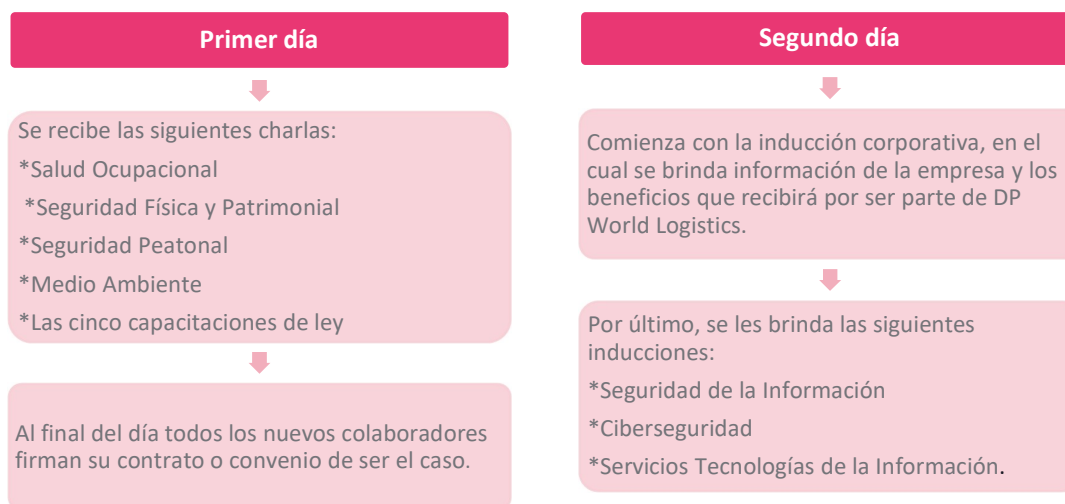 Primer día
Se recibe las siguientes charlas:
*Salud Ocupacional
*Seguridad Física y Patrimonial
*Seguridad Peatonal
*Medio Ambiente
*Las cinco capacitaciones de ley
Al final del día todos los nuevos colaboradores
firman su contrato o convenio de ser el caso.
Segundo día
Comienza con la inducción corporativa, en el
cual se brinda información de la empresa y los
beneficios que recibirá por ser parte de DP
World Logistics.
Por último, se les brinda las siguientes
inducciones:
*Seguridad de la Información
*Ciberseguridad
*Servicios Tecnologías de la Información.